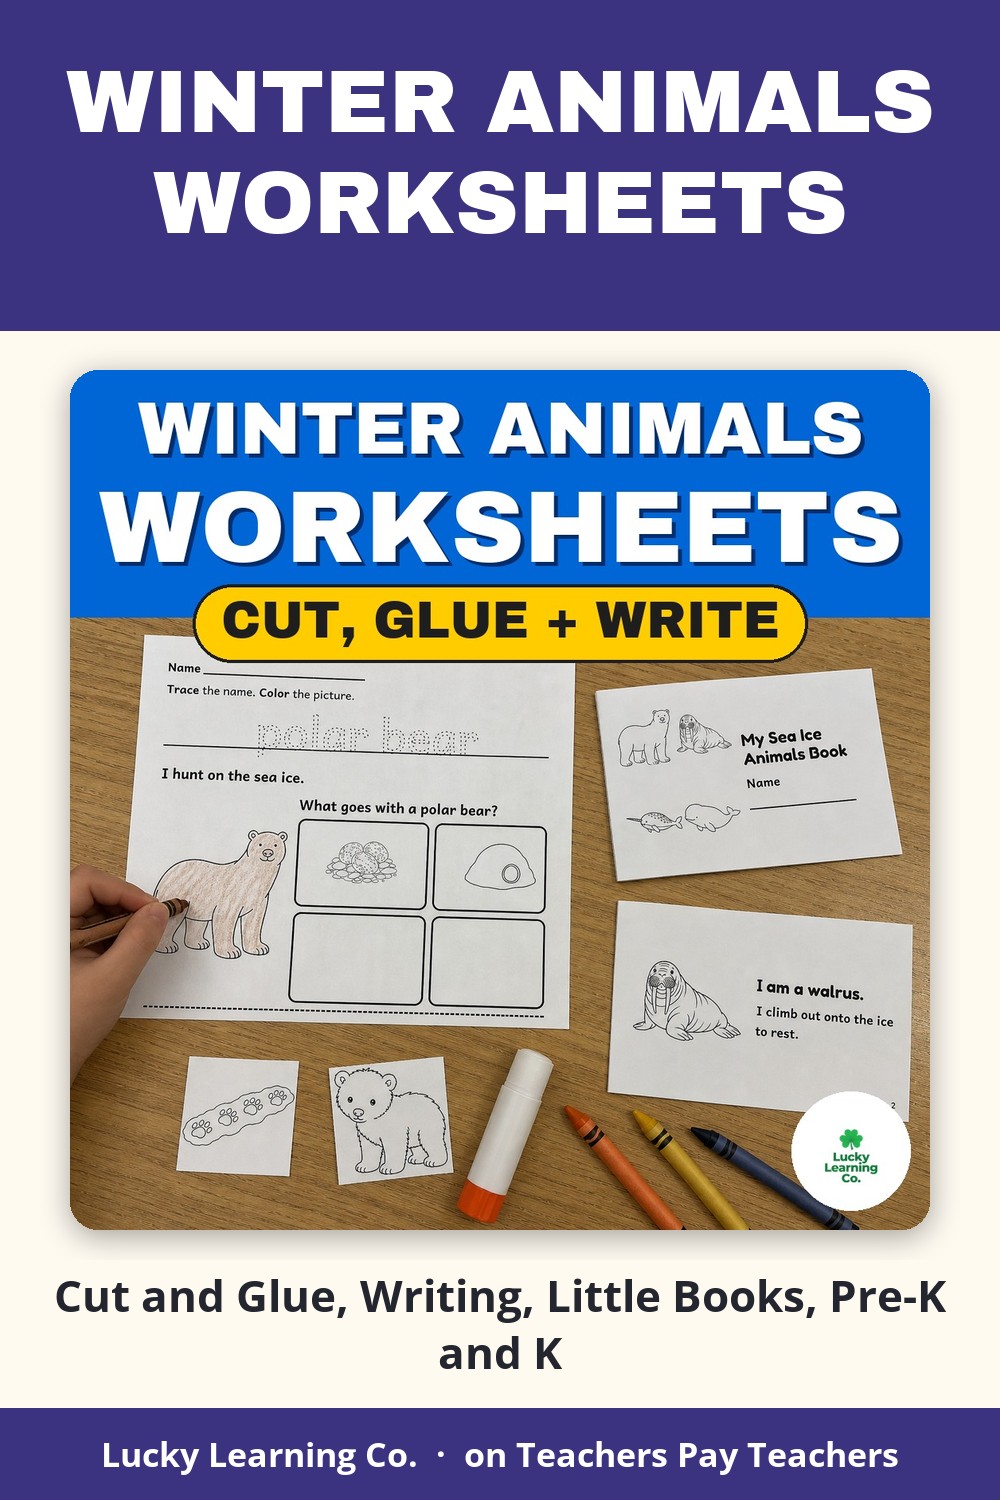 WINTER ANIMALS
WORKSHEETS
WINTER ANIMALS
WORKSHEETS
CUT, GLUE + WRITE
Name
Trace the name. Color the picture.
polar bear
I hunt on the sea ice.
What goes with a polar bear?
My Sea Ice
Animals Book
Name
I am a walrus.
I climb out onto the ice
to rest.
2
Lucky
Learning
Co.
Cut and Glue, Writing, Little Books, Pre-K
and K
Lucky Learning Co. · on Teachers Pay Teachers